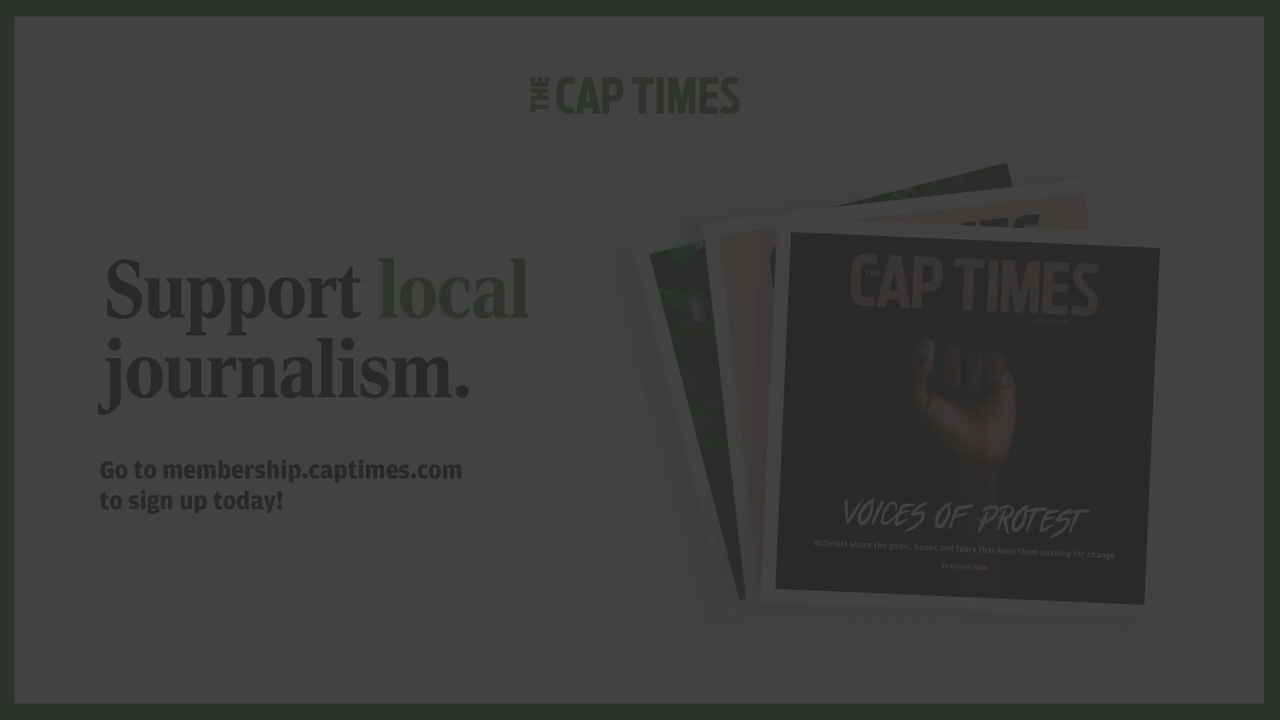 THE CAP TIMES
Support local
journalism.
Go to membership.captimes.com
to sign up today!
THE CAP TIMES
VOICES OF PROTEST
Activists share the goals, hopes and fears that keep them pushing for change